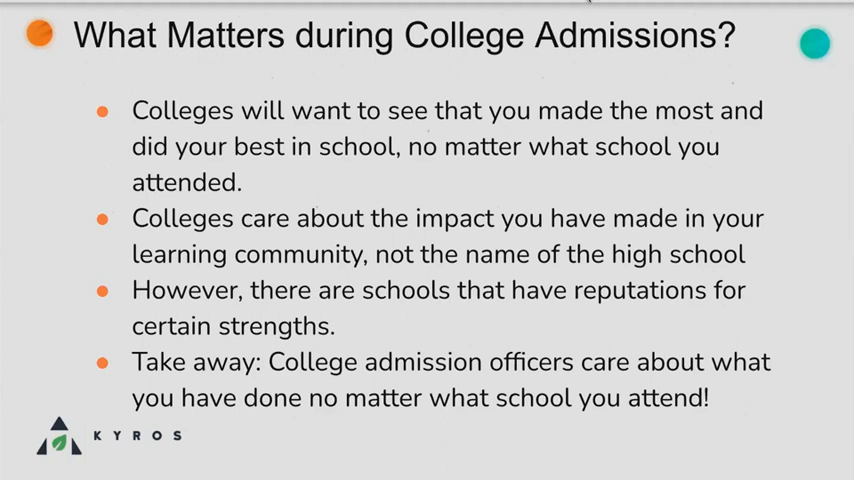 What Matters during College Admissions?
Colleges will want to see that you made the most and
did your best in school, no matter what school you
attended.
Colleges care about the impact you have made in your
learning community, not the name of the high school
However, there are schools that have reputations for
certain strengths.
Take away: College admission officers care about what
you have done no matter what school you attend!
KYROS